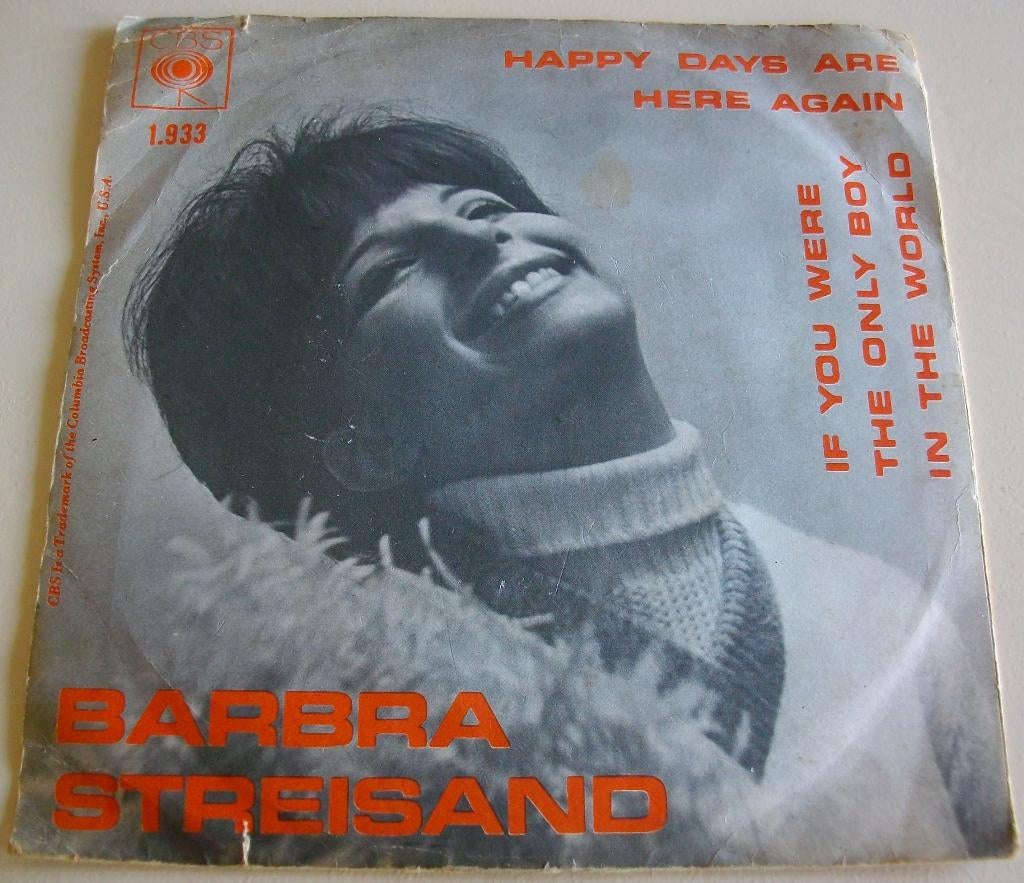 CBS
1.933
HAPPY DAYS ARE
HERE AGAIN
IF YOU WERE
THE ONLY BOY
IN THE WORLD
CBS is a Trademark of the Columbia Broadcasting System, Inc., U.S.A.
BARBRA
STREISAND